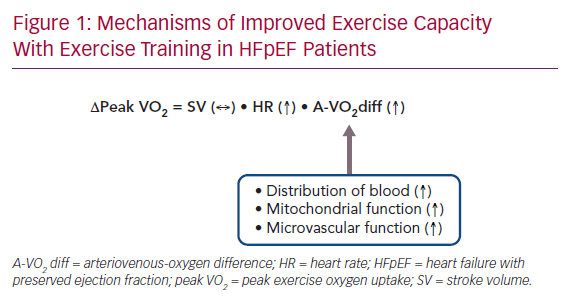 Figure 1: Mechanisms of Improved Exercise Capacity
With Exercise Training in HFpEF Patients
ΔPeak VO₂ = SV (↔) • HR (↑) • A-VO₂diff (↑)
• Distribution of blood (↑)
• Mitochondrial function (↑)
• Microvascular function (↑)
A-VO₂ diff = arteriovenous-oxygen difference; HR = heart rate; HFpEF = heart failure with
preserved ejection fraction; peak VO₂ = peak exercise oxygen uptake; SV = stroke volume.